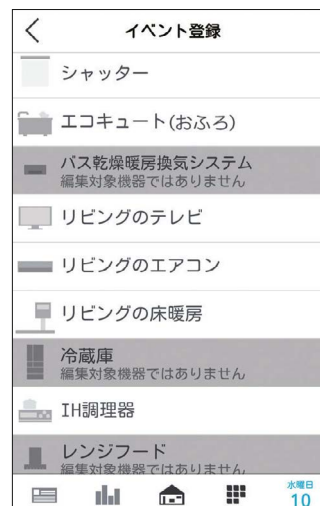 イベント登録
シャッター
エコキュート(おふろ)
バス乾燥暖房換気システム
編集対象機器ではありません
リビングのテレビ
リビングのエアコン
リビングの床暖房
冷蔵庫
編集対象機器ではありません
IH調理器
レンジフード
編集対象機器ではありません
水曜日
10